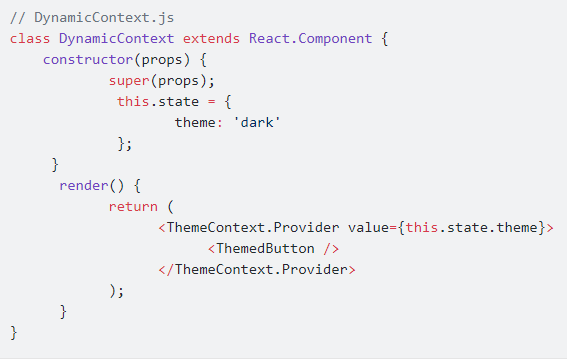 // DynamicContext.js
class DynamicContext extends React.Component {
constructor(props) {
super(props);
this.state = {
theme: 'dark'
};
}
render() {
return (
<ThemeContext.Provider value={this.state.theme}>
<ThemedButton />
</ThemeContext.Provider>
);
}
}